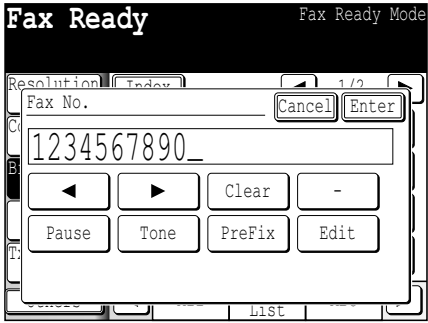 Fax Ready
Fax Ready Mode
Resolution
Index
1/2
Fax No.
Cancel
Enter
1234567890_
◄
►
Clear
-
Pause
Tone
PreFix
Edit
List